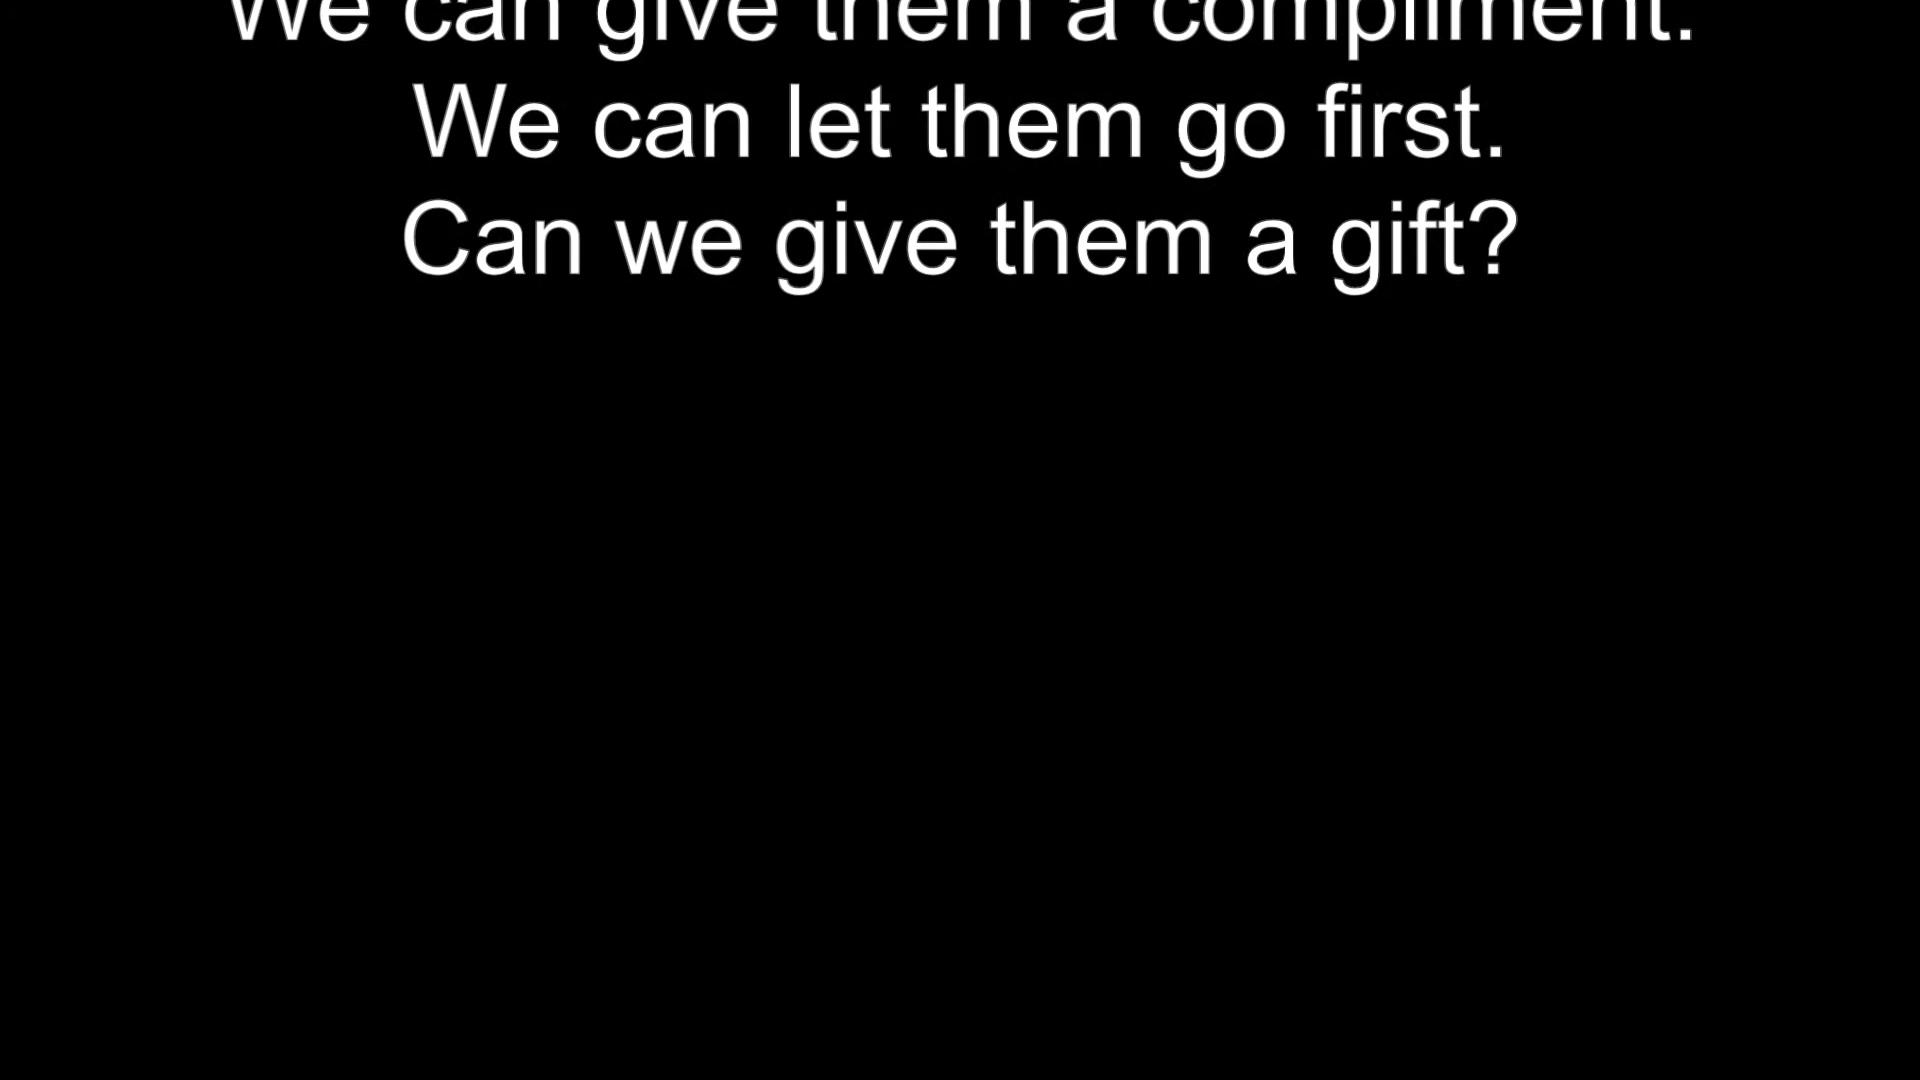 We can give them a compliment.
We can let them go first.
Can we give them a gift?